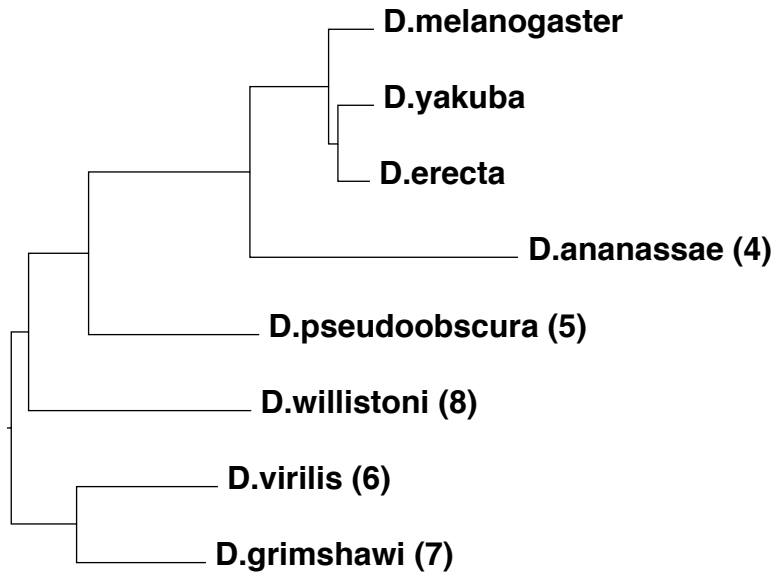 D.melanogaster
D.yakuba
D.erecta
D.ananassae (4)
D.pseudoobscura (5)
D.willistoni (8)
D.virilis (6)
D.grimshawi (7)